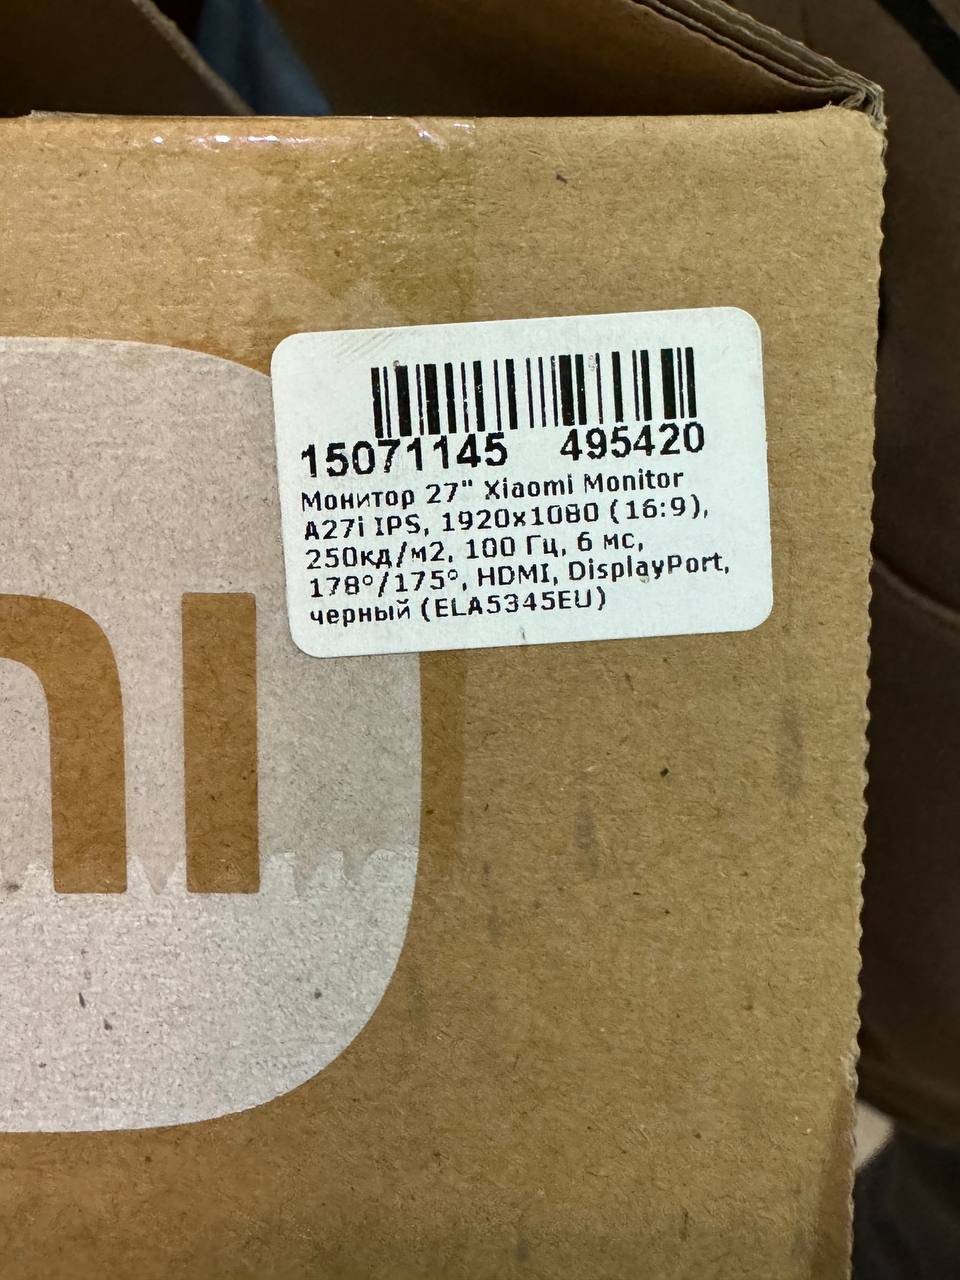 15071145 495420
Монитор 27" Xiaomi Monitor
A27i IPS, 1920x1080 (16:9),
250кд/м2, 100 Гц, 6 мс,
178°/175°, HDMI, DisplayPort,
черный (ELA5345EU)
mi